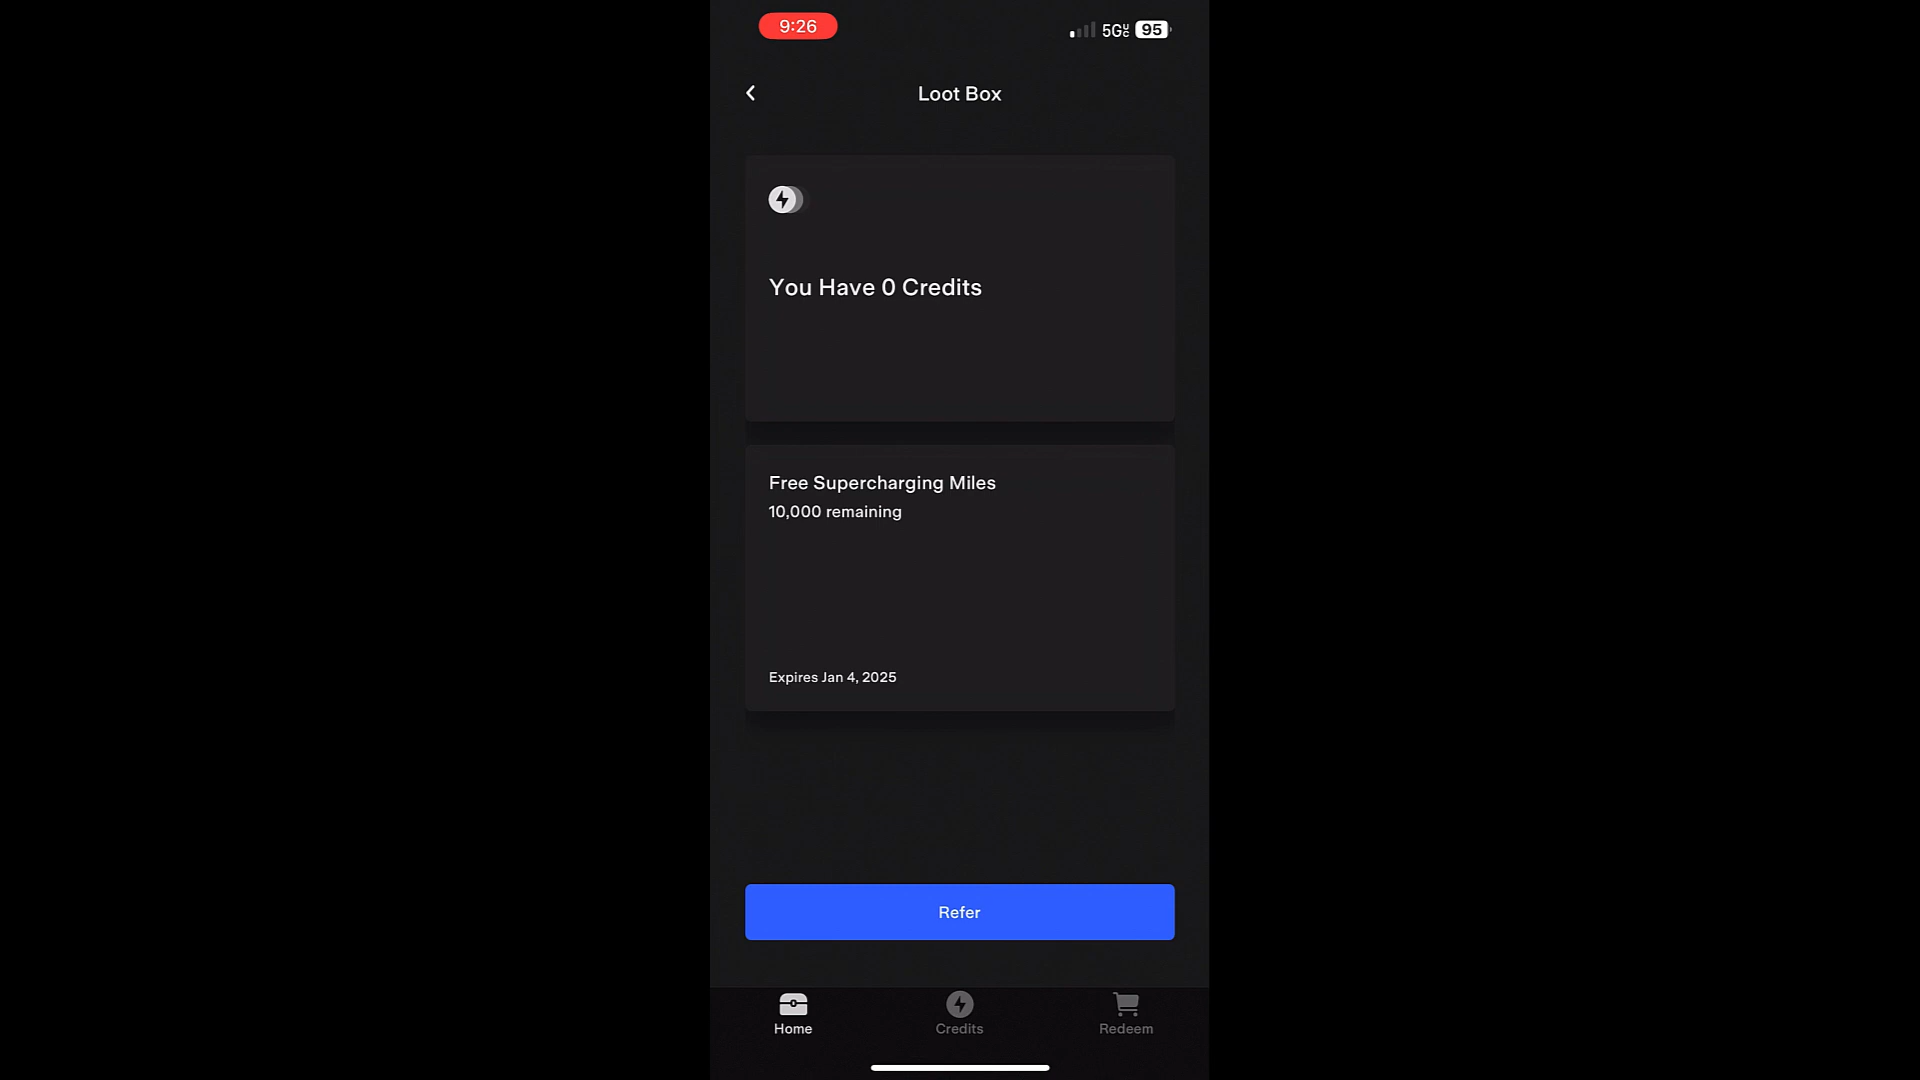 9:26
5GUC 95
Loot Box
You Have 0 Credits
Free Supercharging Miles
10,000 remaining
Expires Jan 4, 2025
Refer
Home
Credits
Redeem